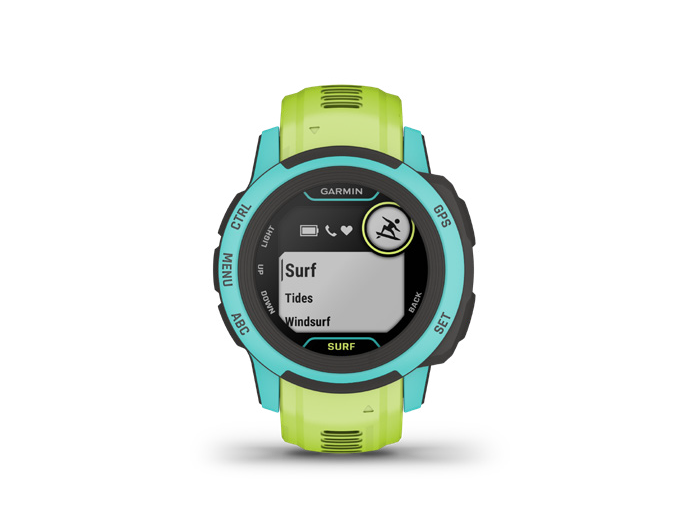 GARMIN
CTRL
GPS
LIGHT
MENU
UP
Surf
DOWN
Tides
BACK
ABC
Windsurf
SET
SURF